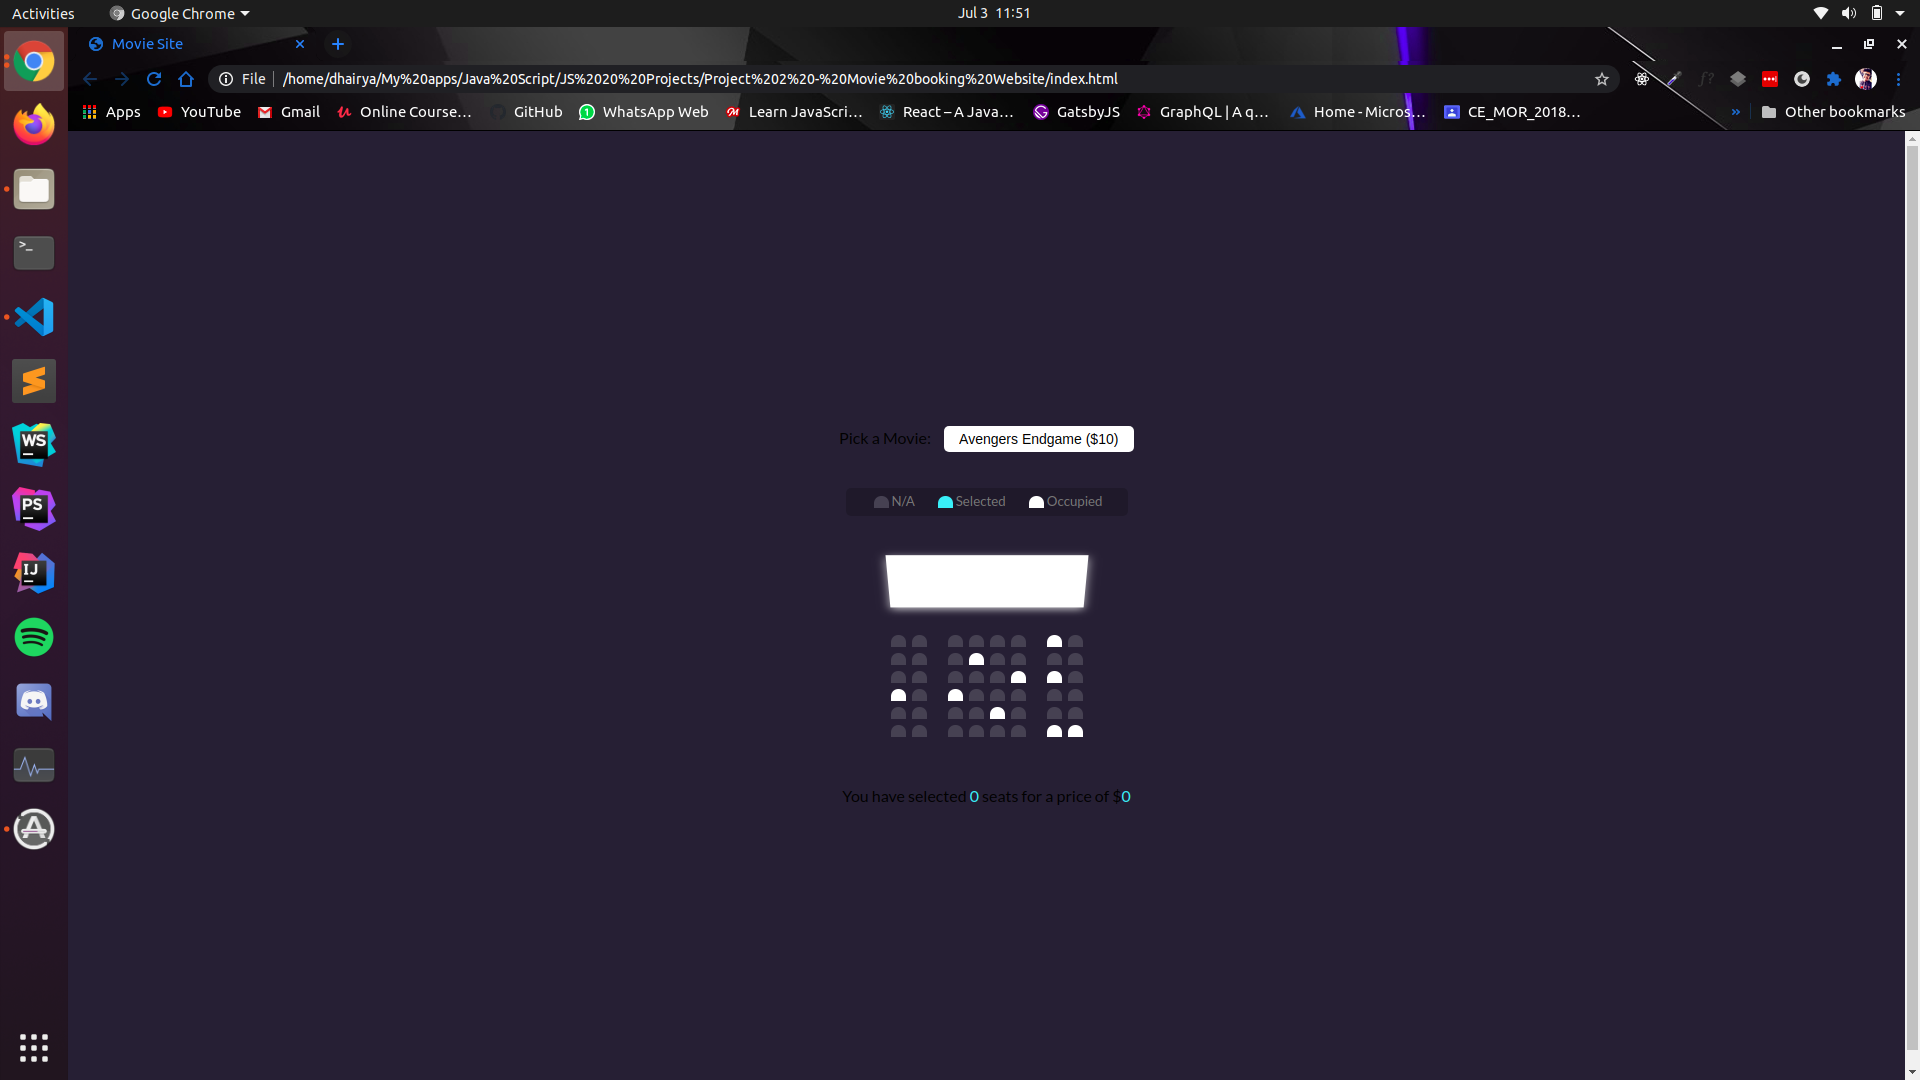 Activities Google Chrome Jul 3 11:51
Movie Site
File /home/dhairya/My%20apps/Java%20Script/JS%2020%20Projects/Project%202%20-%20Movie%20booking%20Website/index.html f?
Apps YouTube Gmail Online Course… GitHub WhatsApp Web Learn JavaScri… React – A Java… GatsbyJS GraphQL | A q… Home - Micros… CE_MOR_2018… » Other bookmarks
>_
WS
PS
IJ
Pick a Movie: Avengers Endgame ($10)
N/A Selected Occupied
You have selected 0 seats for a price of $0